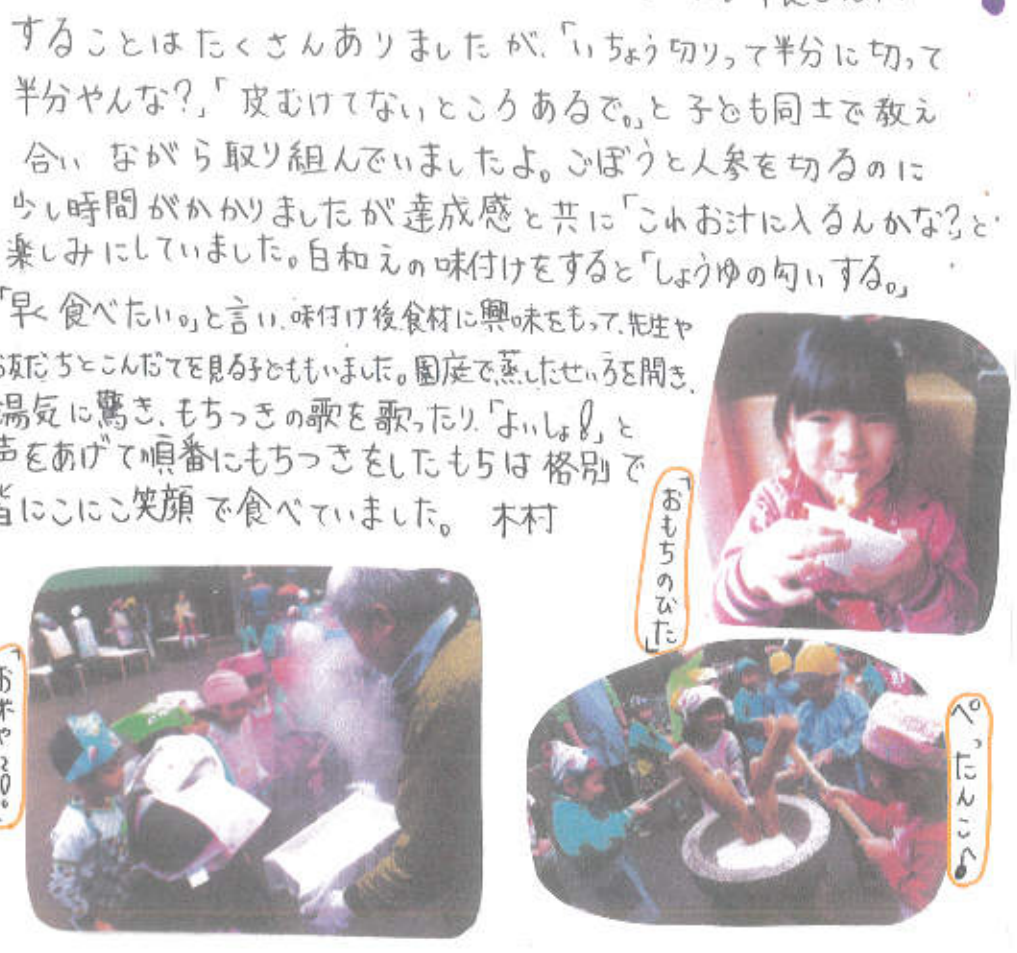 することはたくさんありましたが、「いちょう切りって半分に切って
半分やんな?」「皮むけてないところあるで。」と子ども同士で教え
合いながら取り組んでいましたよ。ごぼうと人参を切るのに
少し時間がかかりましたが達成感と共に「これお汁に入るんかな?」と
楽しみにしていました。白和えの味付けをすると「しょうゆの匂いする。」
「早く食べたい。」と言い、味付け後食材に興味をもって、先生や
お友だちとこんだてを見る子どももいました。園庭で蒸したせいろを開き、
湯気に驚き、もちつきの歌を歌ったり、「よいしょ!」と
声をあげて順番にもちつきをしたもちは格別で
皆にこにこ笑顔で食べていました。 木村
「おもちのびた」
「お米や
ぺったんこ♪